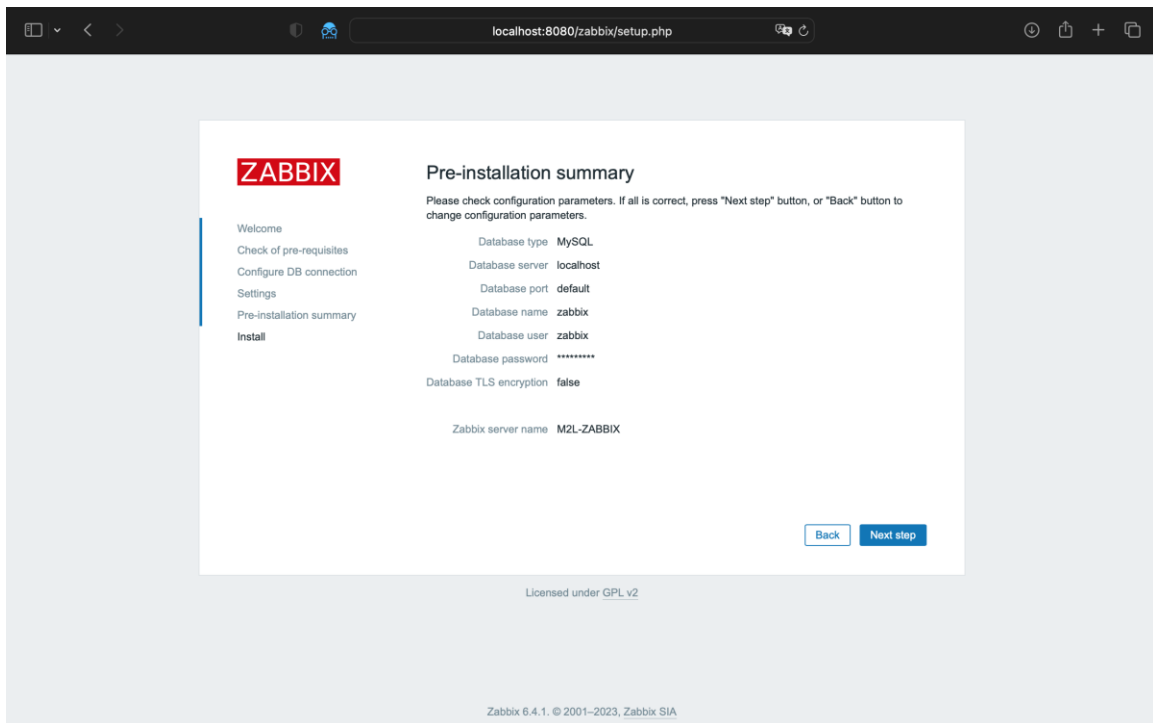 localhost:8080/zabbix/setup.php
ZABBIX
Welcome
Check of pre-requisites
Configure DB connection
Settings
Pre-installation summary
Install
Pre-installation summary
Please check configuration parameters. If all is correct, press "Next step" button, or "Back" button to
change configuration parameters.
Database type MySQL
Database server localhost
Database port default
Database name zabbix
Database user zabbix
Database password *********
Database TLS encryption false
Zabbix server name M2L-ZABBIX
Back Next step
Licensed under GPL v2
Zabbix 6.4.1. © 2001–2023, Zabbix SIA